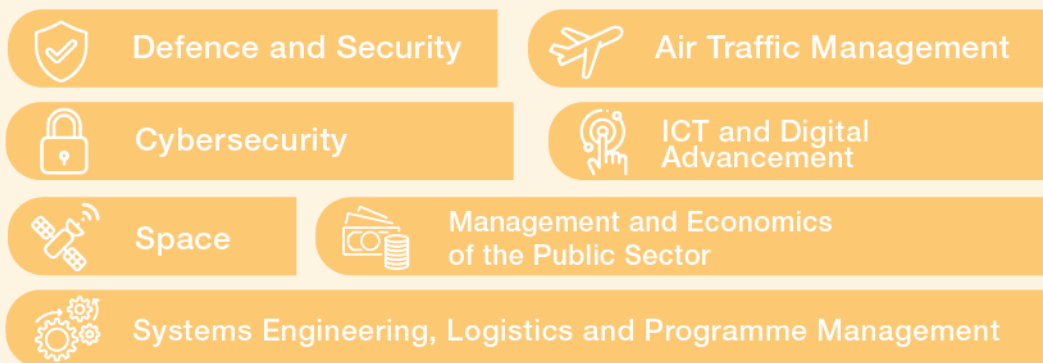 Defence and Security
Air Traffic Management
Cybersecurity
ICT and Digital
Advancement
Space
Management and Economics
of the Public Sector
Systems Engineering, Logistics and Programme Management